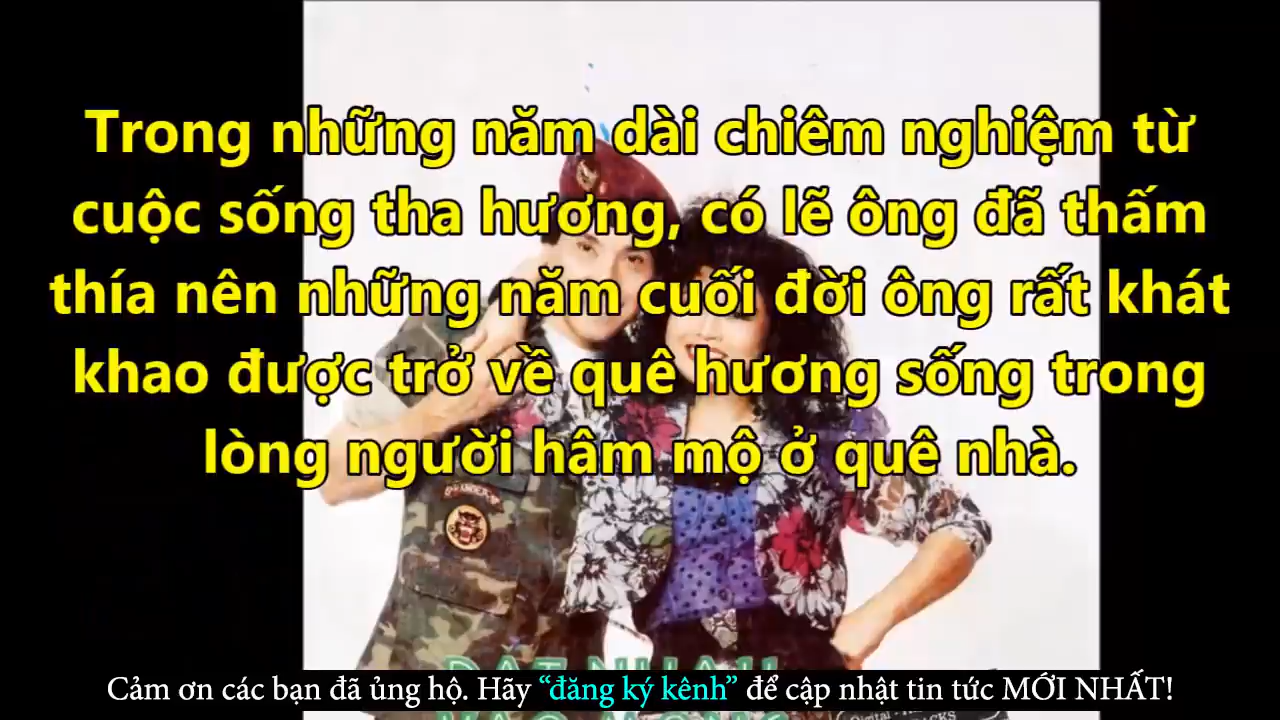 Trong những năm dài chiêm nghiệm từ
cuộc sống tha hương, có lẽ ông đã thấm
thía nên những năm cuối đời ông rất khát
khao được trở về quê hương sống trong
lòng người hâm mộ ở quê nhà.
RANGER
Cảm ơn các bạn đã ủng hộ. Hãy “đăng ký kênh” để cập nhật tin tức MỚI NHẤT!